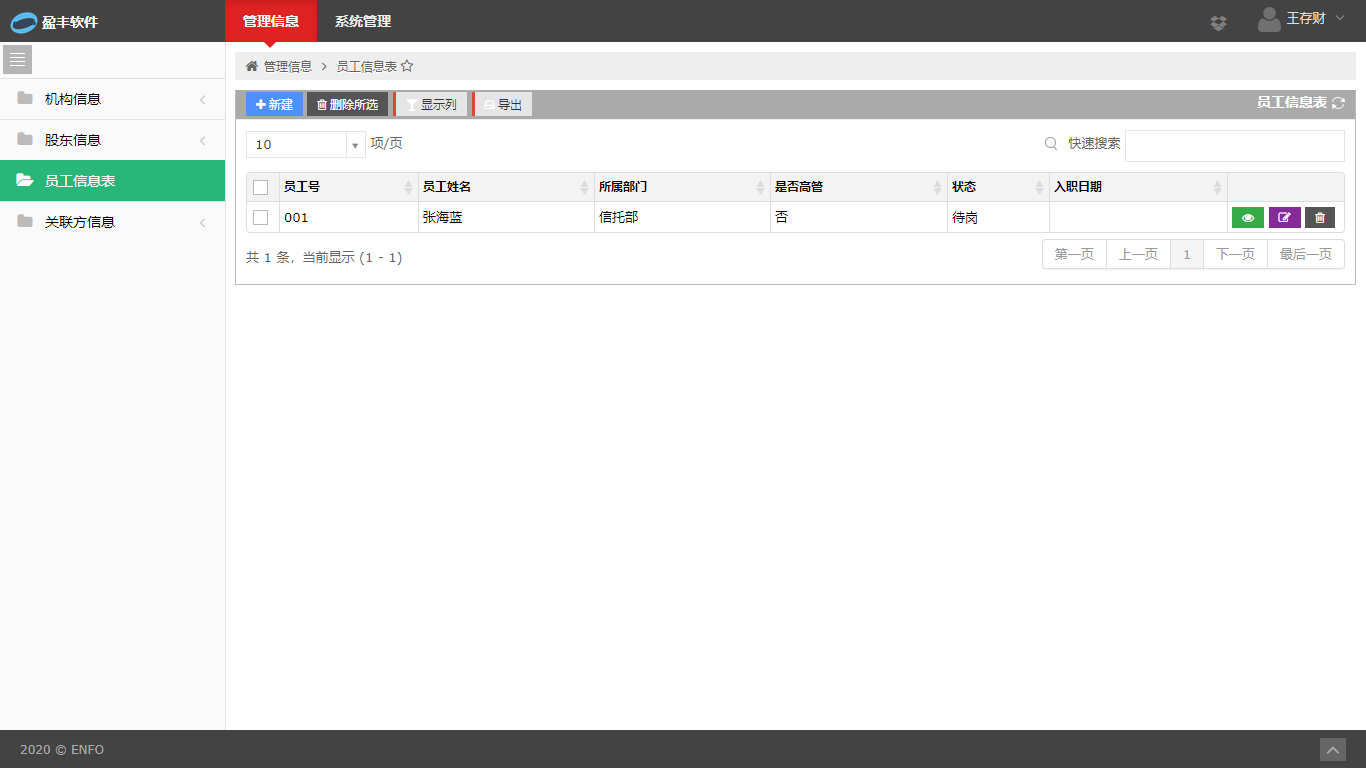 盈丰软件
管理信息
系统管理
王存财
管理信息
员工信息表
机构信息
股东信息
员工信息表
关联方信息
新建
删除所选
显示列
导出
员工信息表
10
项/页
快速搜索
员工号 员工姓名 所属部门 是否高管 状态 入职日期
001 张海蓝 信托部 否 待岗
共 1 条，当前显示 (1 - 1)
第一页 上一页 1 下一页 最后一页
2020 © ENFO